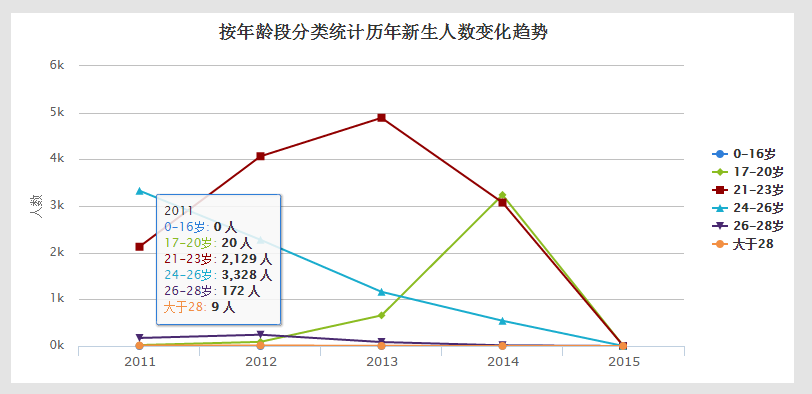 按年龄段分类统计历年新生人数变化趋势
6k
5k
4k
3k
2k
1k
0k
人数
2011
0-16岁: 0 人
17-20岁: 20 人
21-23岁: 2,129 人
24-26岁: 3,328 人
26-28岁: 172 人
大于28: 9 人
2011 2012 2013 2014 2015
0-16岁
17-20岁
21-23岁
24-26岁
26-28岁
大于28